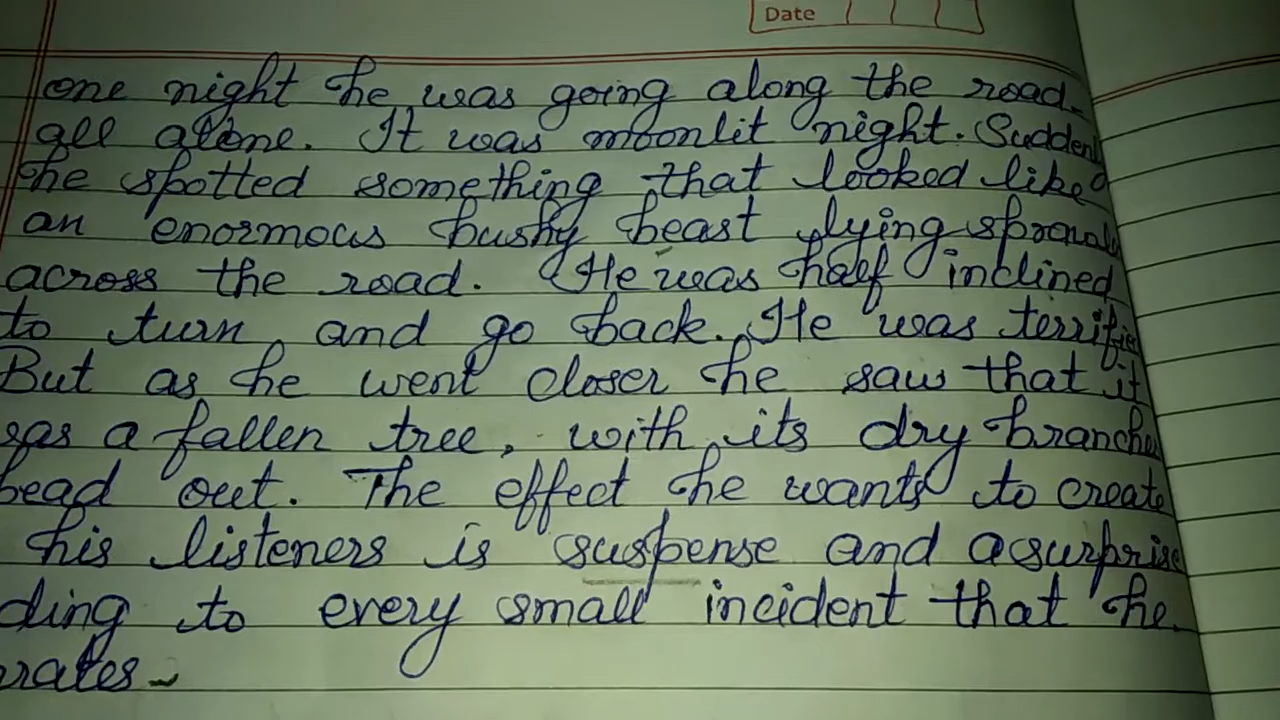 Date
one night he was going along the road
all alone. It was moonlit night. Sudden
he spotted something that looked like
an enormous bushy beast lying sprawl
across the road. He was half inclined
to turn and go back. He was terrifie
But as he went closer he saw that it
was a fallen tree, with its dry branches
pead out. The effect he wants to create
his listeners is suspense and a surprise
ding to every small incident that he
rrates